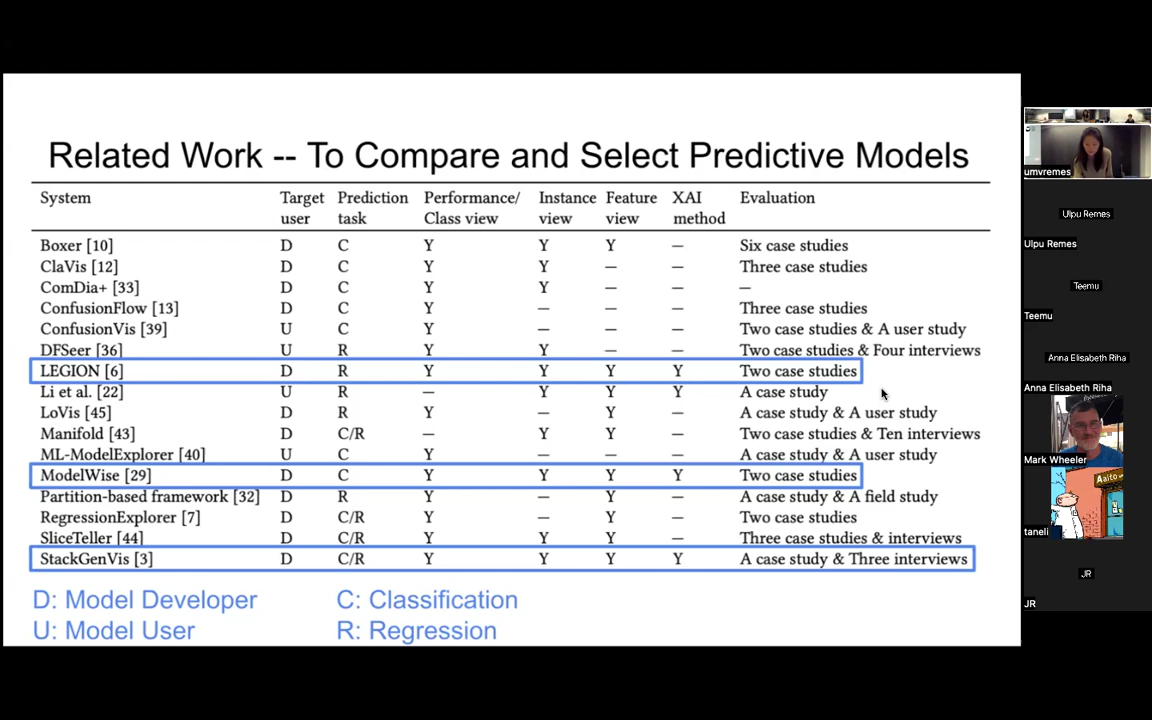 Related Work -- To Compare and Select Predictive Models
System Target user Prediction task Performance/ Class view Instance view Feature view XAI method Evaluation
Boxer [10] D C Y Y Y — Six case studies
ClaVis [12] D C Y Y — — Three case studies
ComDia+ [33] D C Y Y — — —
ConfusionFlow [13] D C Y — — — Three case studies
ConfusionVis [39] U C Y — — — Two case studies & A user study
DFSeer [36] U R Y Y — — Two case studies & Four interviews
LEGION [6] D R Y Y Y Y Two case studies
Li et al. [22] U R — Y Y Y A case study
LoVis [45] D R Y — Y — A case study & A user study
Manifold [43] D C/R — Y Y — Two case studies & Ten interviews
ML-ModelExplorer [40] U C Y — — — A case study & A user study
ModelWise [29] D C Y Y Y Y Two case studies
Partition-based framework [32] D R Y — Y — A case study & A field study
RegressionExplorer [7] D C/R Y — Y — Two case studies
SliceTeller [44] D C/R Y Y Y — Three case studies & interviews
StackGenVis [3] D C/R Y Y Y Y A case study & Three interviews
D: Model Developer C: Classification
U: Model User R: Regression
umvremes
Ulpu Remes
Ulpu Remes
Teemu
Teemu
Anna Elisabeth Riha
Anna Elisabeth Riha
Mark Wheeler
Aaito
taneli
JR
JR